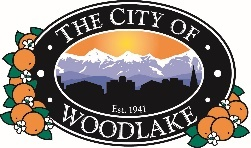 THE CITY OF
Est. 1941
WOODLAKE